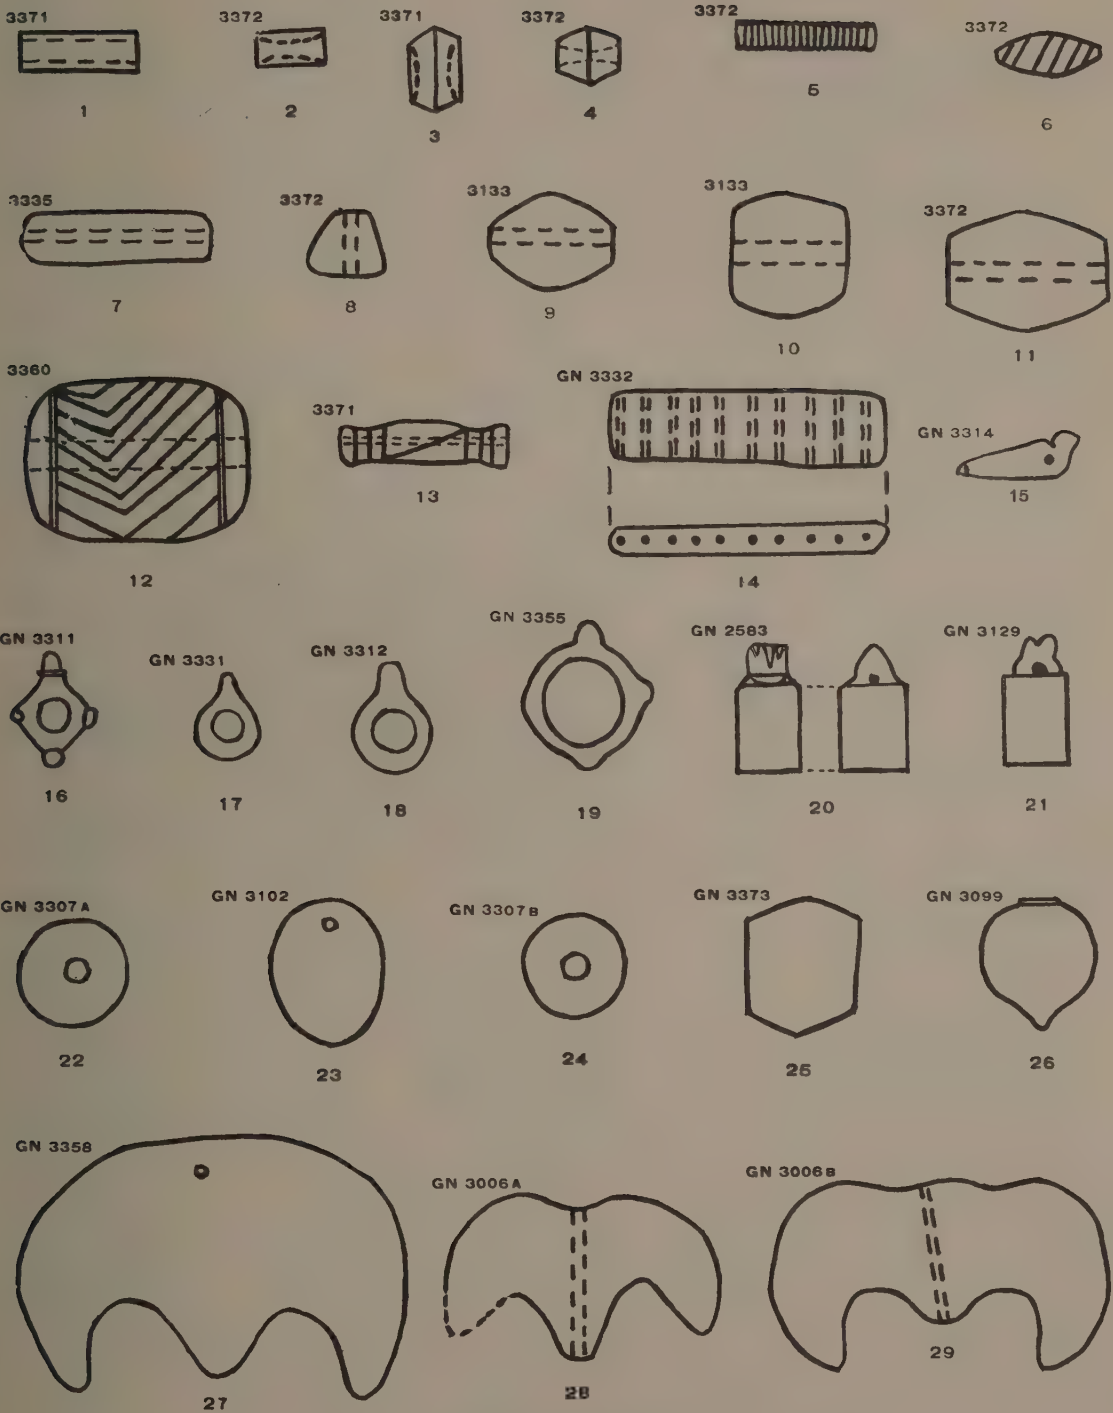 3371 3372 3371 3372 3372 3372
1 2 3 4 5 6
3335 3372 3133 3133 3372
7 8 9 10 11
3360 3371 GN 3332 GN 3314
12 13 14 15
GN 3311 GN 3331 GN 3312 GN 3355 GN 2583 GN 3129
16 17 18 19 20 21
GN 3307A GN 3102 GN 3307B GN 3373 GN 3099
22 23 24 25 26
GN 3358 GN 3006A GN 3006B
27 28 29